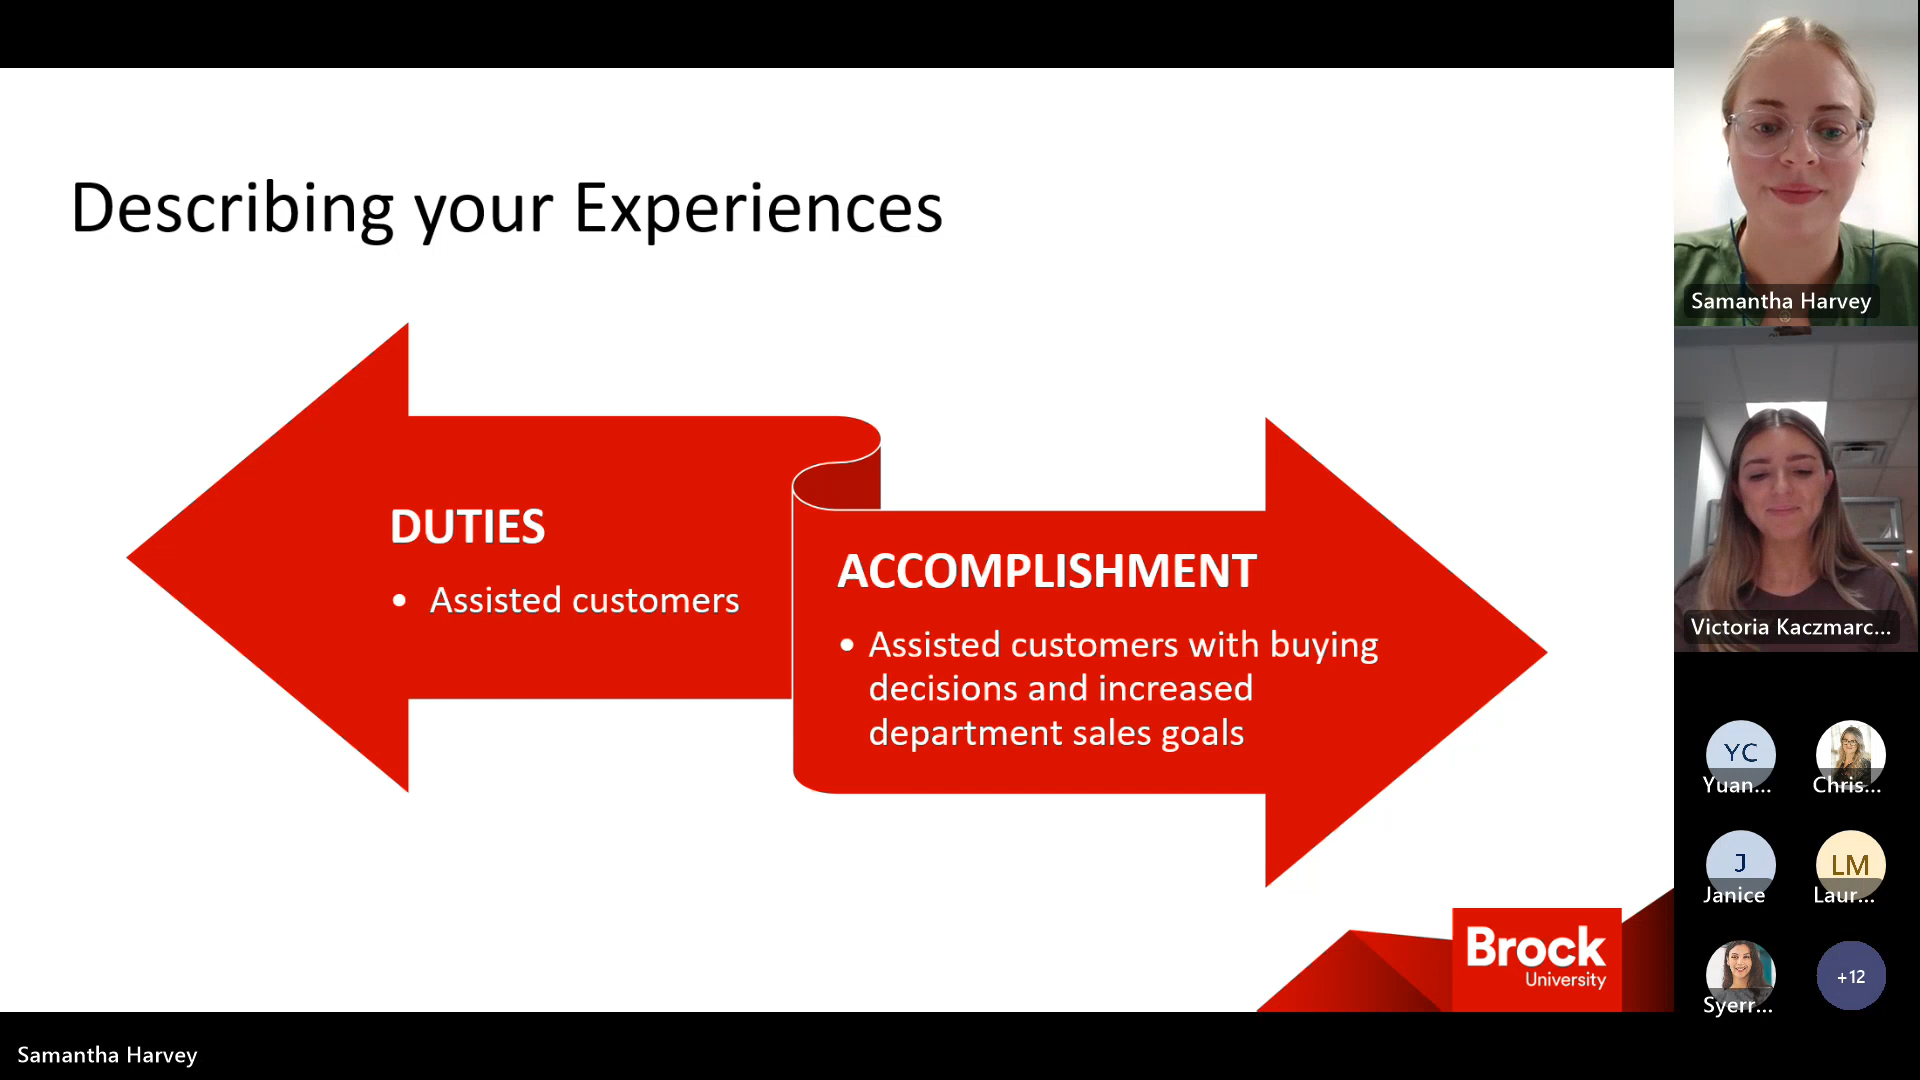 Describing your Experiences
DUTIES
• Assisted customers
ACCOMPLISHMENT
• Assisted customers with buying
decisions and increased
department sales goals
Brock
University
Samantha Harvey
Samantha Harvey
Victoria Kaczmarc...
YC
Yuan...
Chris...
J
Janice
LM
Laur...
Syerr...
+12